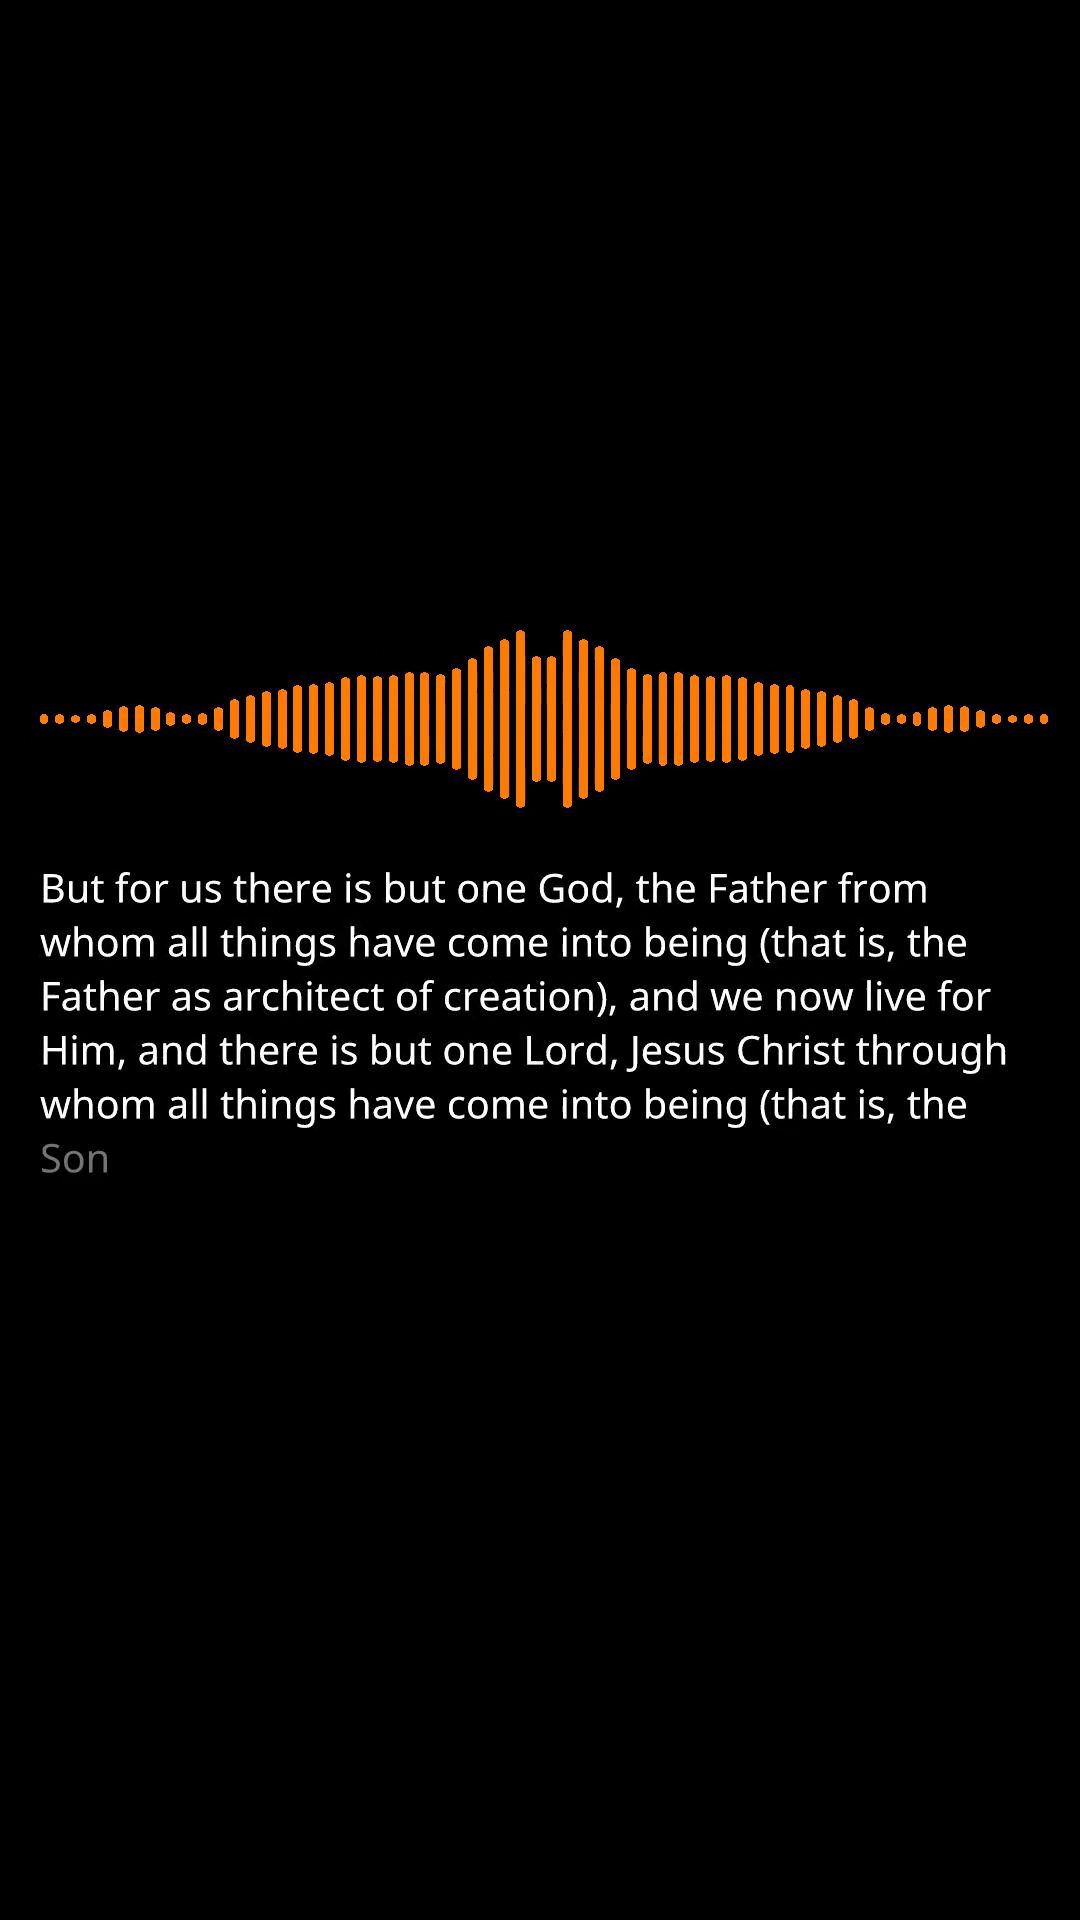 But for us there is but one God, the Father from
whom all things have come into being (that is, the
Father as architect of creation), and we now live for
Him, and there is but one Lord, Jesus Christ through
whom all things have come into being (that is, the
Son